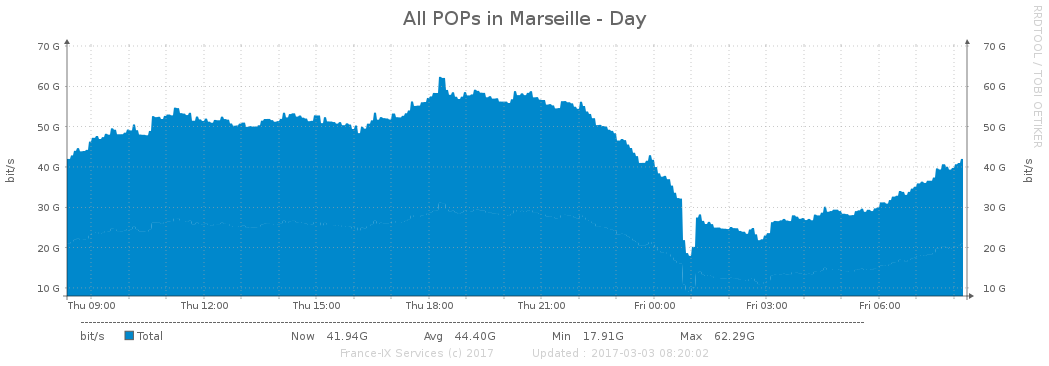 All POPs in Marseille - Day
RRDTOOL / TOBI OETIKER
bit/s
bit/s
70 G 70 G
60 G 60 G
50 G 50 G
40 G 40 G
30 G 30 G
20 G 20 G
10 G 10 G
Thu 09:00 Thu 12:00 Thu 15:00 Thu 18:00 Thu 21:00 Fri 00:00 Fri 03:00 Fri 06:00
bit/s Total Now 41.94G Avg 44.40G Min 17.91G Max 62.29G
France-IX Services (c) 2017 Updated : 2017-03-03 08:20:02